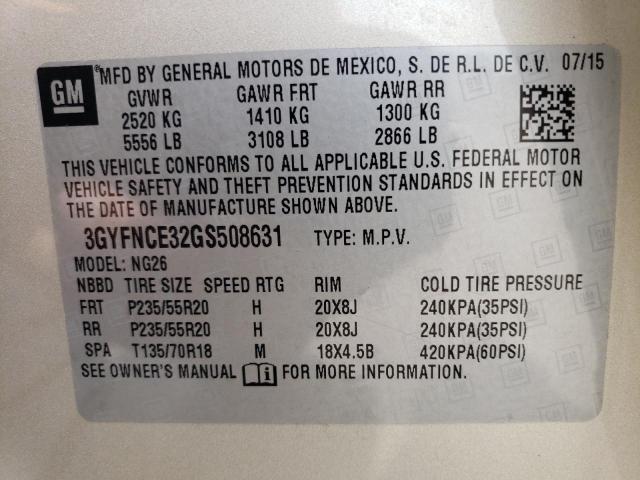 GM
®MFD BY GENERAL MOTORS DE MEXICO, S. DE R.L. DE C.V. 07/15
GVWR GAWR FRT GAWR RR
2520 KG 1410 KG 1300 KG
5556 LB 3108 LB 2866 LB
THIS VEHICLE CONFORMS TO ALL APPLICABLE U.S. FEDERAL MOTOR
VEHICLE SAFETY AND THEFT PREVENTION STANDARDS IN EFFECT ON
THE DATE OF MANUFACTURE SHOWN ABOVE.
3GYFNCE32GS508631 TYPE: M.P.V.
MODEL: NG26
NBBD TIRE SIZE SPEED RTG RIM COLD TIRE PRESSURE
FRT P235/55R20 H 20X8J 240KPA(35PSI)
RR P235/55R20 H 20X8J 240KPA(35PSI)
SPA T135/70R18 M 18X4.5B 420KPA(60PSI)
SEE OWNER'S MANUAL FOR MORE INFORMATION.